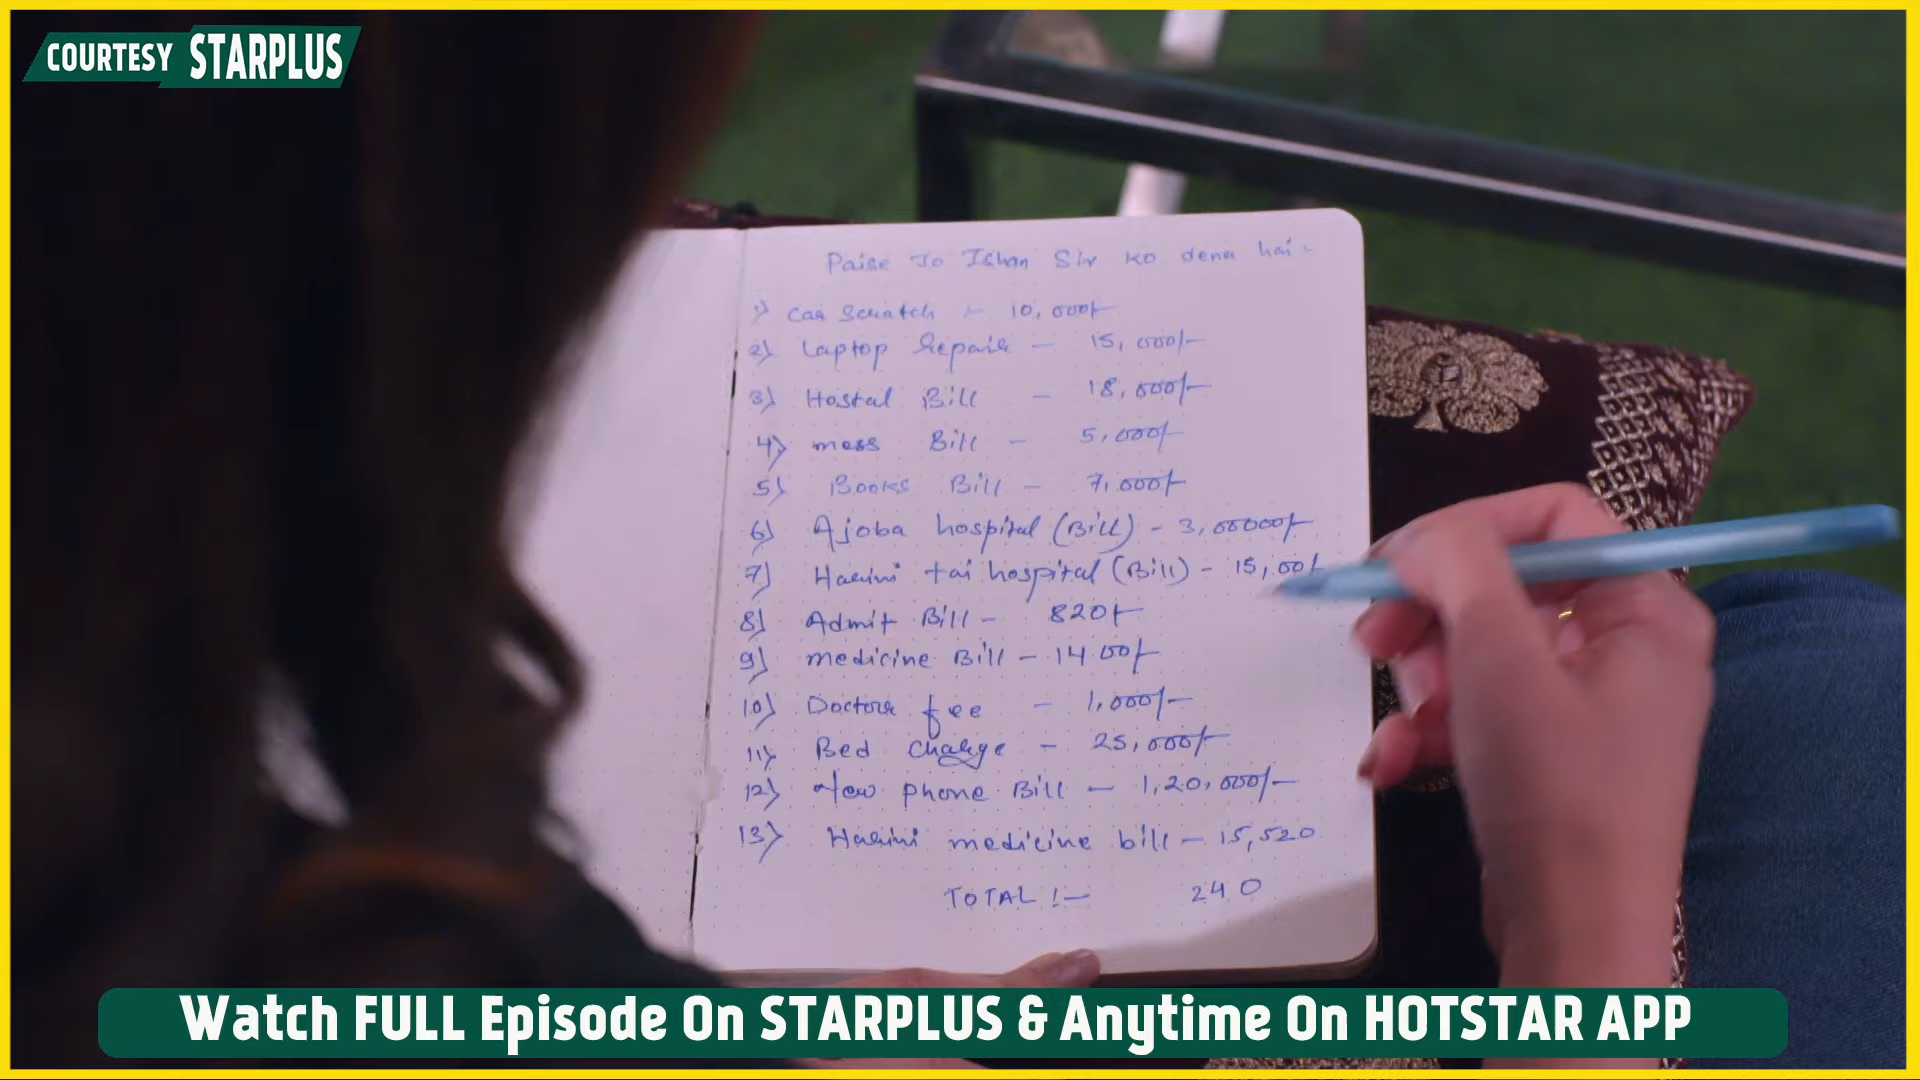 COURTESY STARPLUS
Paise Jo Ishan Sir ko dena hai -
1) Car Scratch :- 10,000/-
2) Laptop Repair - 15,000/-
3) Hostal Bill - 18,000/-
4) mess Bill - 5,000/-
5) Books Bill - 7,000/-
6) Ajoba hospital (Bill) - 3,00000/-
7) Harini tai hospital (Bill) - 15,00/-
8) Admit Bill - 820/-
9) medicine Bill - 1400/-
10) Doctor fee - 1,000/-
11) Bed charge - 25,000/-
12) New phone Bill - 1,20,000/-
13) Harini medicine bill - 15,520
TOTAL :- 240
Watch FULL Episode On STARPLUS & Anytime On HOTSTAR APP